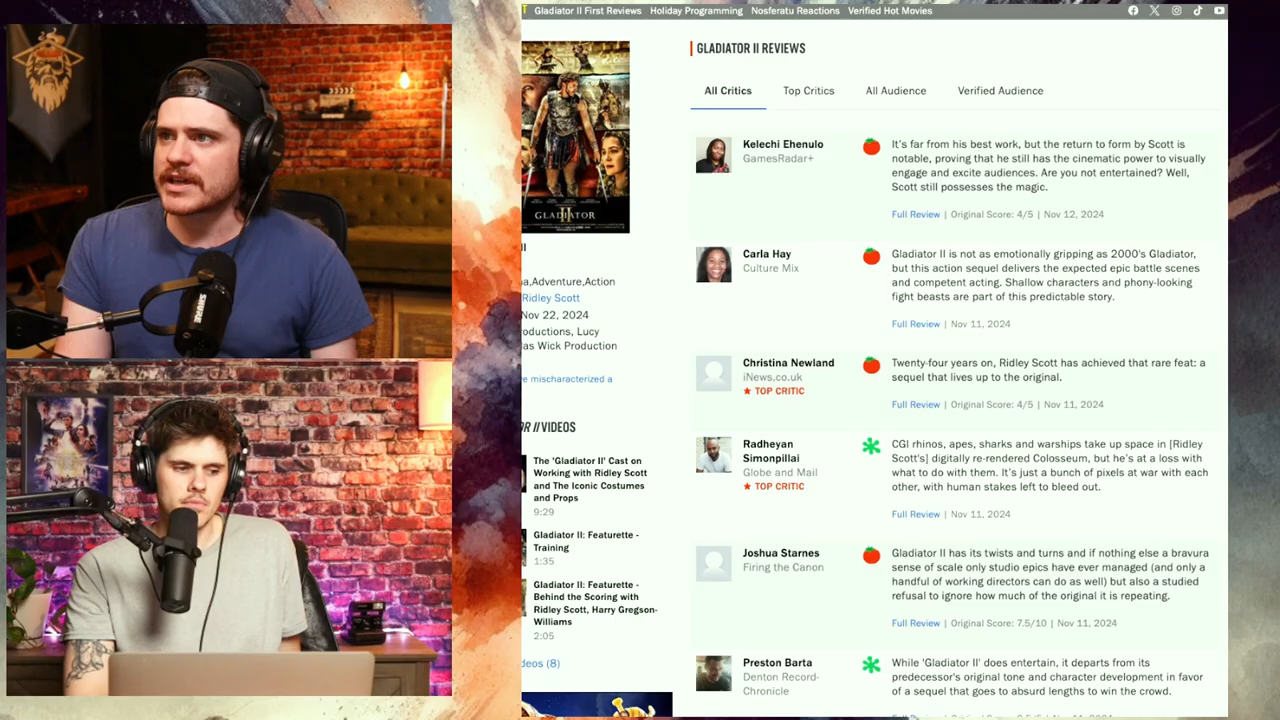 Gladiator II First Reviews Holiday Programming Nosferatu Reactions Verified Hot Movies
GLADIATOR
II
Drama,Adventure,Action
Ridley Scott
Nov 22, 2024
oductions, Lucy
as Wick Production
ve mischaracterized a
OR II VIDEOS
The 'Gladiator II' Cast on
Working with Ridley Scott
and The Iconic Costumes
and Props
9:29
Gladiator II: Featurette -
Training
1:35
Gladiator II: Featurette -
Behind the Scoring with
Ridley Scott, Harry Gregson-
Williams
2:05
deos (8)
GLADIATOR II REVIEWS
All Critics Top Critics All Audience Verified Audience
Kelechi Ehenulo
GamesRadar+
It's far from his best work, but the return to form by Scott is
notable, proving that he still has the cinematic power to visually
engage and excite audiences. Are you not entertained? Well,
Scott still possesses the magic.
Full Review | Original Score: 4/5 | Nov 12, 2024
Carla Hay
Culture Mix
Gladiator II is not as emotionally gripping as 2000's Gladiator,
but this action sequel delivers the expected epic battle scenes
and competent acting. Shallow characters and phony-looking
fight beasts are part of this predictable story.
Full Review | Nov 11, 2024
Christina Newland
iNews.co.uk
★ TOP CRITIC
Twenty-four years on, Ridley Scott has achieved that rare feat: a
sequel that lives up to the original.
Full Review | Original Score: 4/5 | Nov 11, 2024
Radheyan
Simonpillai
Globe and Mail
★ TOP CRITIC
CGI rhinos, apes, sharks and warships take up space in [Ridley
Scott's] digitally re-rendered Colosseum, but he's at a loss with
what to do with them. It's just a bunch of pixels at war with each
other, with human stakes left to bleed out.
Full Review | Nov 11, 2024
Joshua Starnes
Firing the Canon
Gladiator II has its twists and turns and if nothing else a bravura
sense of scale only studio epics have ever managed (and only a
handful of working directors can do as well) but also a studied
refusal to ignore how much of the original it is repeating.
Full Review | Original Score: 7.5/10 | Nov 11, 2024
Preston Barta
Denton Record-
Chronicle
While 'Gladiator II' does entertain, it departs from its
predecessor's original tone and character development in favor
of a sequel that goes to absurd lengths to win the crowd.
SHURE